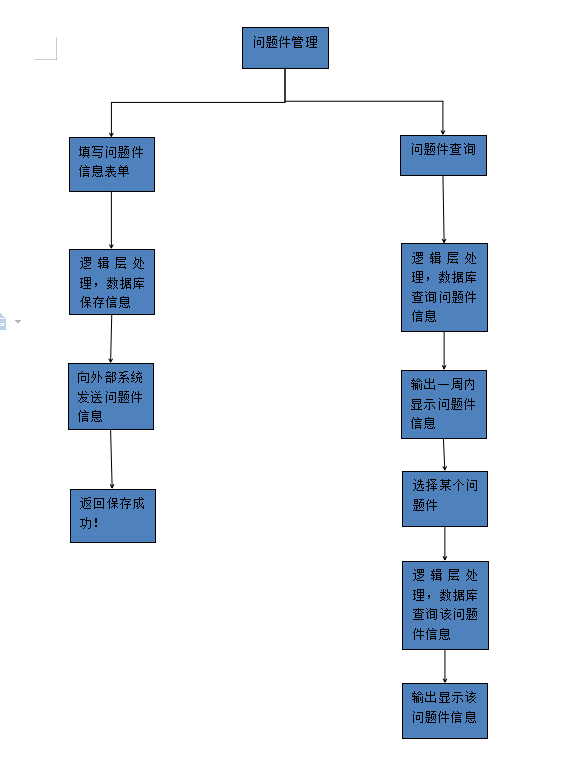 问题件管理
填写问题件
信息表单
逻辑层处
理，数据库
保存信息
向外部系统
发送问题件
信息
返回保存成
功！
问题件查询
逻辑层处
理，数据库
查询问题件
信息
输出一周内
显示问题件
信息
选择某个问
题件
逻辑层处
理，数据库
查询该问题
件信息
输出显示该
问题件信息